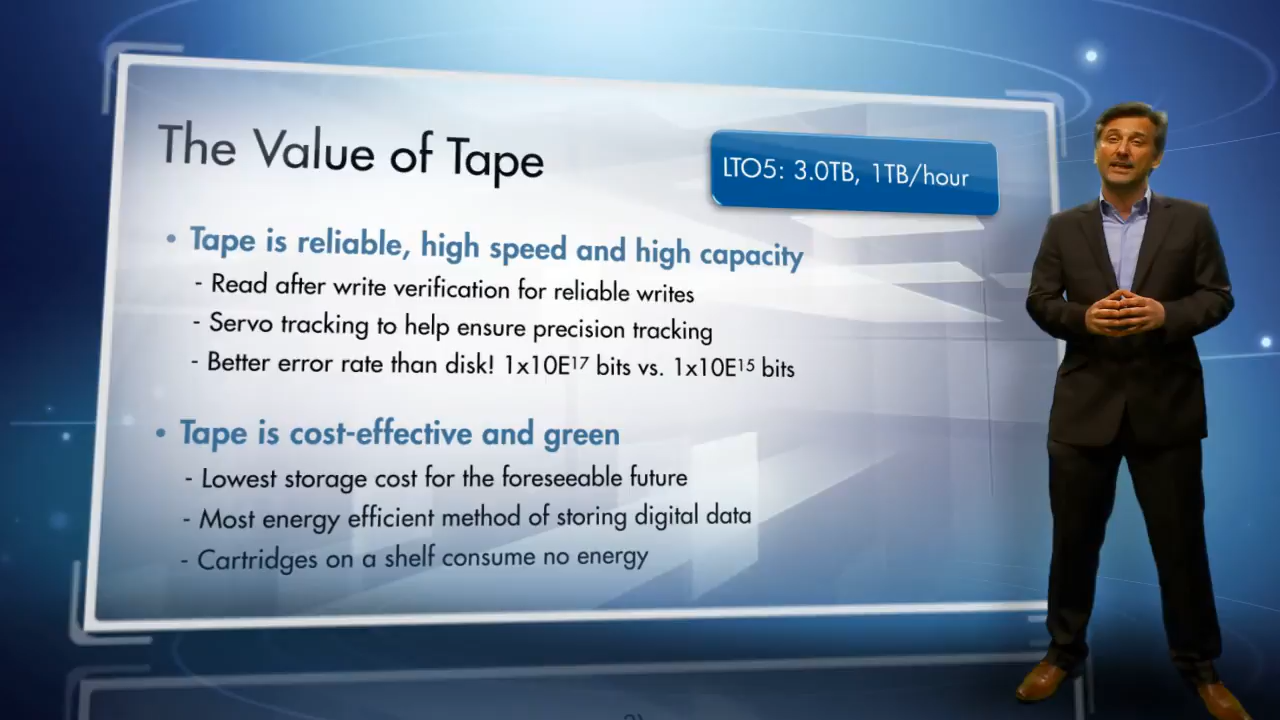 The Value of Tape
LTO5: 3.0TB, 1TB/hour
• Tape is reliable, high speed and high capacity
- Read after write verification for reliable writes
- Servo tracking to help ensure precision tracking
- Better error rate than disk! 1x10E¹⁷ bits vs. 1x10E¹⁵ bits
• Tape is cost-effective and green
- Lowest storage cost for the foreseeable future
- Most energy efficient method of storing digital data
- Cartridges on a shelf consume no energy